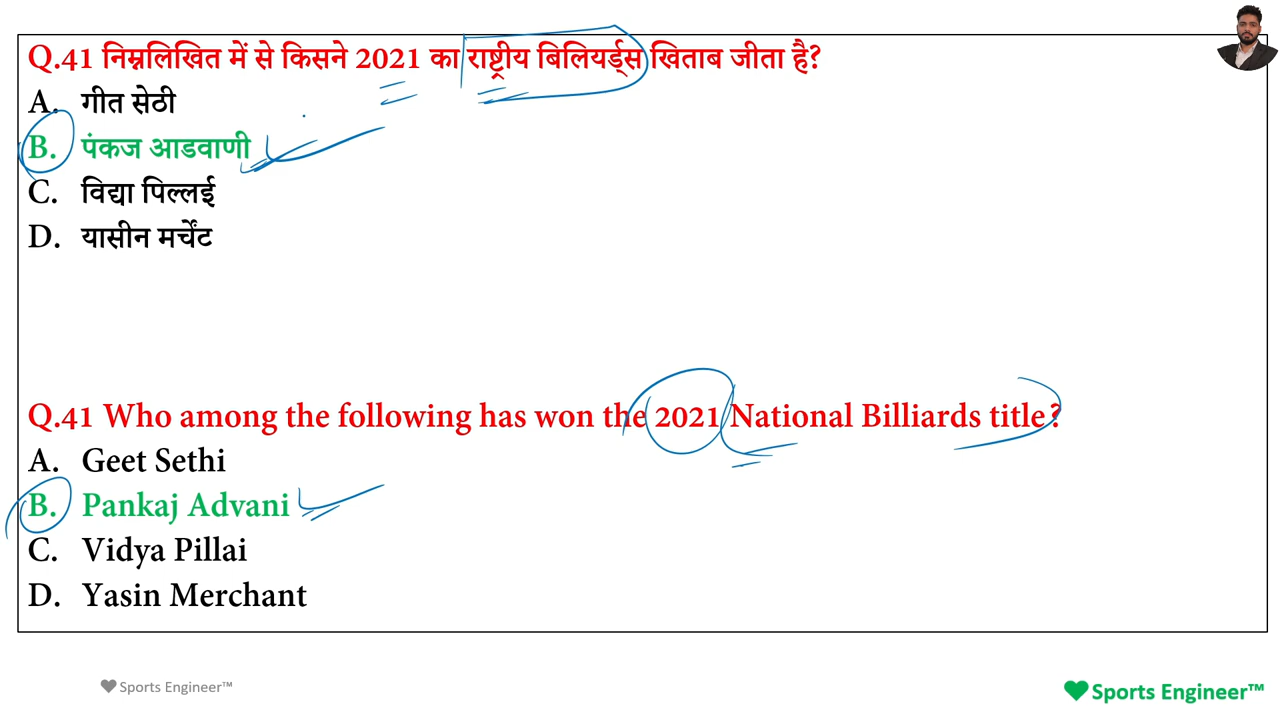 Q.41 निम्नलिखित में से किसने 2021 का राष्ट्रीय बिलियर्ड्स खिताब जीता है?
A. गीत सेठी
B. पंकज आडवाणी
C. विद्या पिल्लई
D. यासीन मर्चेंट
Q.41 Who among the following has won the 2021 National Billiards title?
A. Geet Sethi
B. Pankaj Advani
C. Vidya Pillai
D. Yasin Merchant
Sports Engineer™
Sports Engineer™